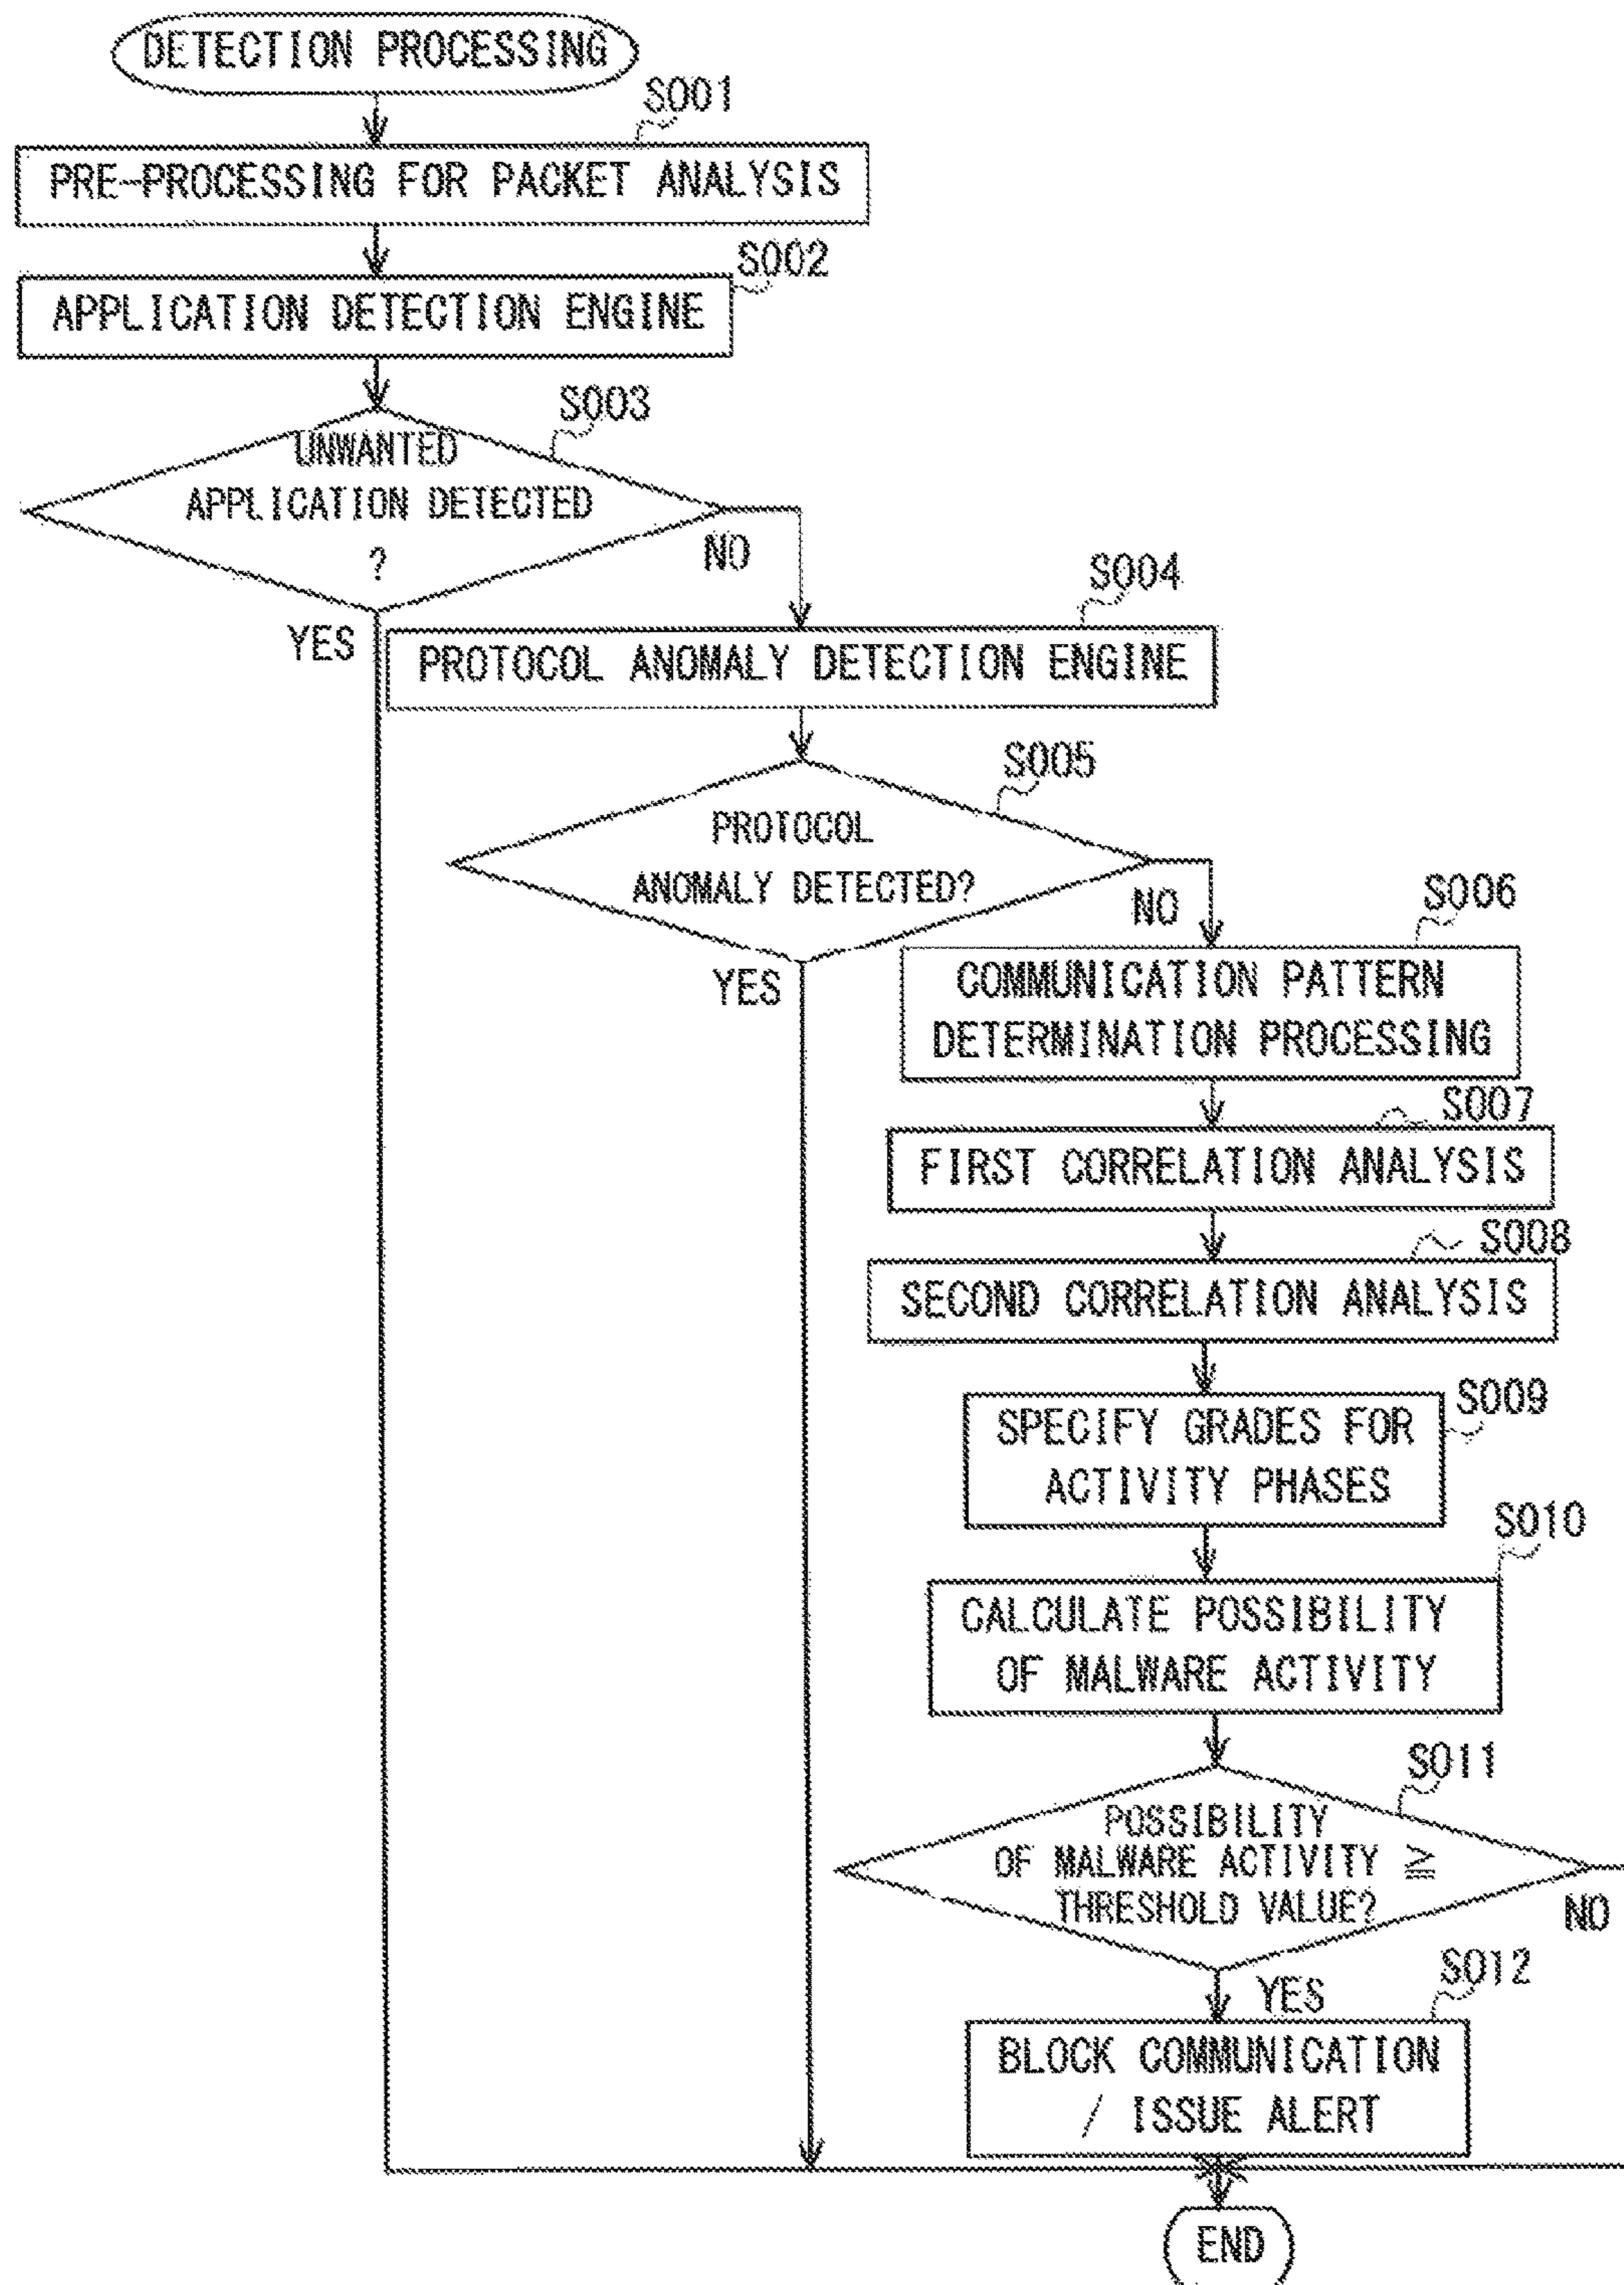 DETECTION PROCESSING
S001
PRE-PROCESSING FOR PACKET ANALYSIS
S002
APPLICATION DETECTION ENGINE
S003
UNWANTED
APPLICATION DETECTED
?
NO
YES
S004
PROTOCOL ANOMALY DETECTION ENGINE
S005
PROTOCOL
ANOMALY DETECTED?
NO
YES
S006
COMMUNICATION PATTERN
DETERMINATION PROCESSING
S007
FIRST CORRELATION ANALYSIS
S008
SECOND CORRELATION ANALYSIS
S009
SPECIFY GRADES FOR
ACTIVITY PHASES
S010
CALCULATE POSSIBILITY
OF MALWARE ACTIVITY
S011
POSSIBILITY
OF MALWARE ACTIVITY ≧
THRESHOLD VALUE?
NO
YES
S012
BLOCK COMMUNICATION
/ ISSUE ALERT
END